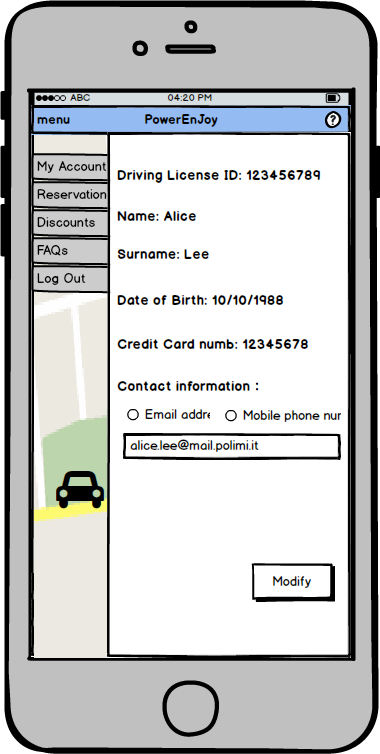 ABC 04:20 PM
menu PowerEnJoy ?
My Account
Reservation
Discounts
FAQs
Log Out
Driving License ID: 123456789
Name: Alice
Surname: Lee
Date of Birth: 10/10/1988
Credit Card numb: 12345678
Contact information :
Email addre Mobile phone nur
alice.lee@mail.polimi.it
Modify